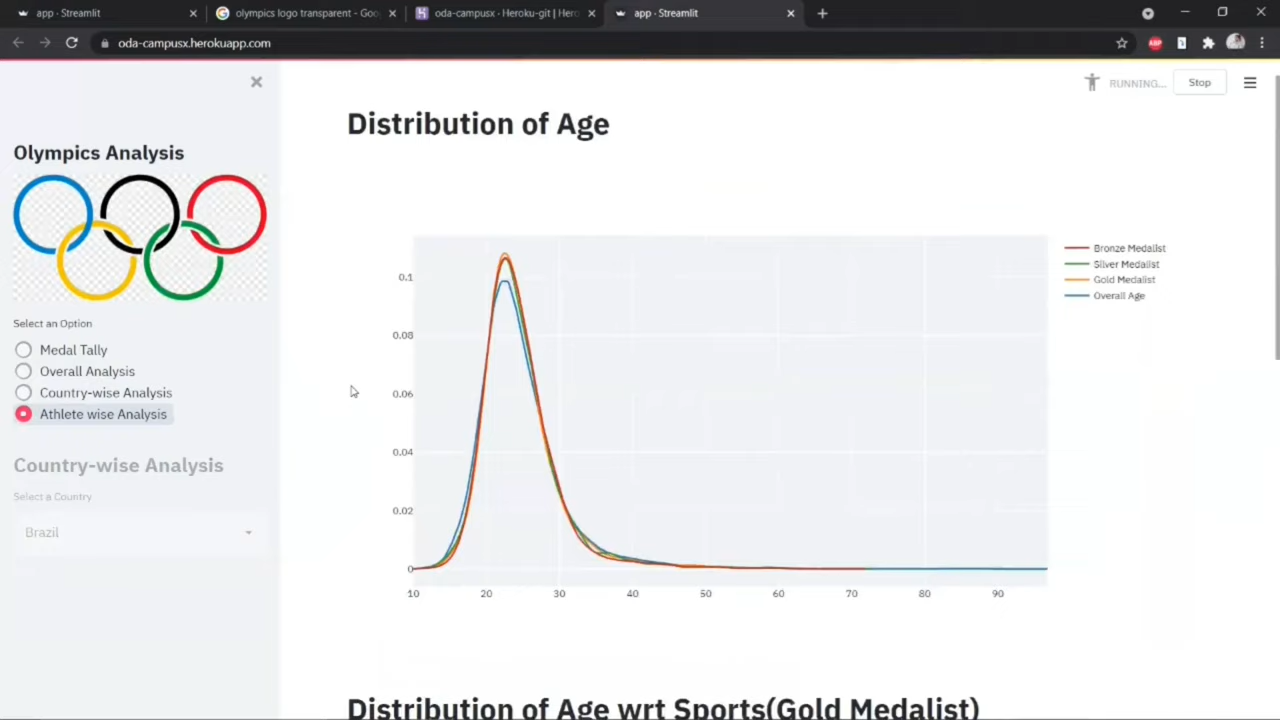 app · Streamlit
olympics logo transparent - Goo
oda-campusx · Heroku-git | Hero
app · Streamlit
oda-campusx.herokuapp.com
ABP
RUNNING...
Stop
Olympics Analysis
Select an Option
Medal Tally
Overall Analysis
Country-wise Analysis
Athlete wise Analysis
Country-wise Analysis
Select a Country
Brazil
Distribution of Age
0.1
0.08
0.06
0.04
0.02
0
10 20 30 40 50 60 70 80 90
Bronze Medalist
Silver Medalist
Gold Medalist
Overall Age
Distribution of Age wrt Sports(Gold Medalist)